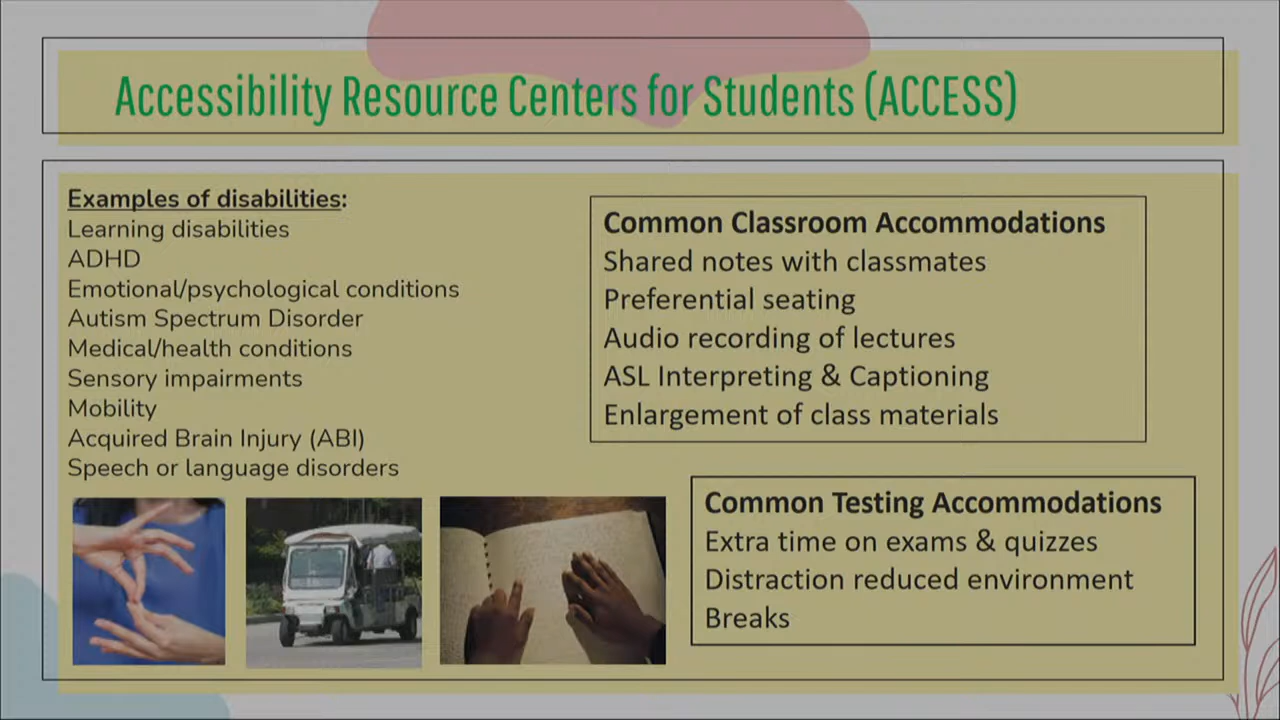 Accessibility Resource Centers for Students (ACCESS)
Examples of disabilities:
Learning disabilities
ADHD
Emotional/psychological conditions
Autism Spectrum Disorder
Medical/health conditions
Sensory impairments
Mobility
Acquired Brain Injury (ABI)
Speech or language disorders
Common Classroom Accommodations
Shared notes with classmates
Preferential seating
Audio recording of lectures
ASL Interpreting & Captioning
Enlargement of class materials
Common Testing Accommodations
Extra time on exams & quizzes
Distraction reduced environment
Breaks